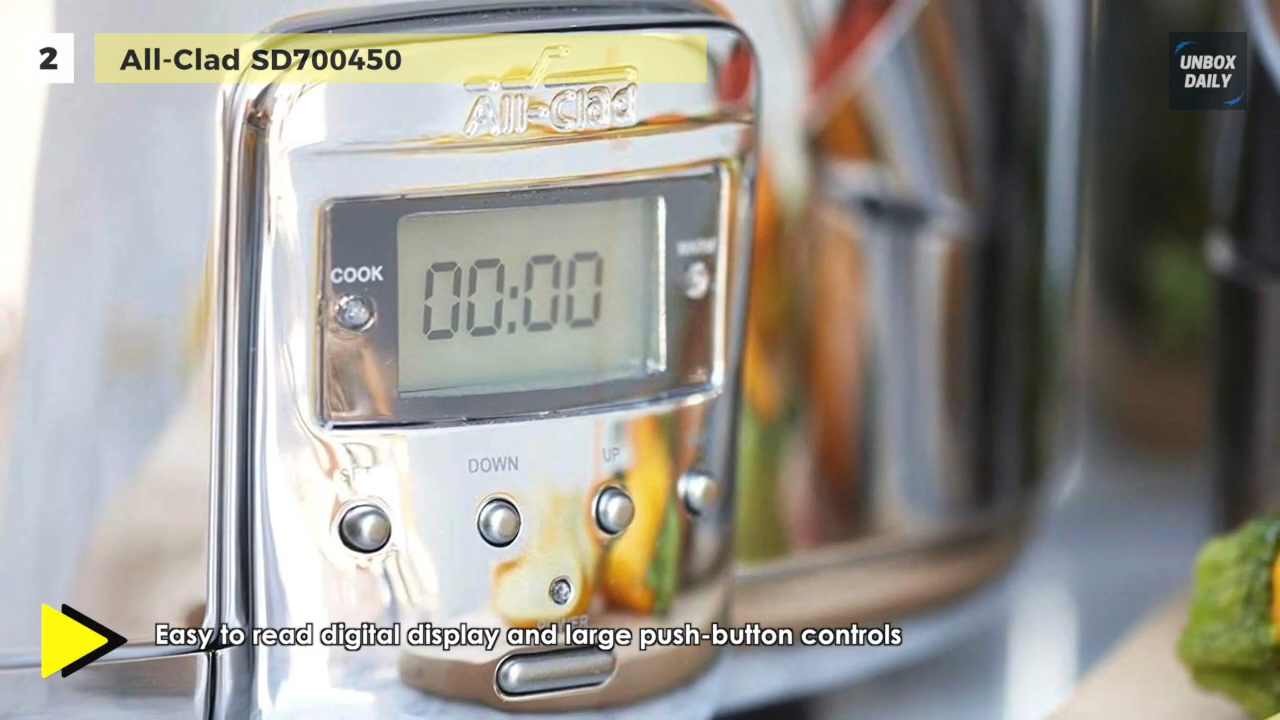 2
All-Clad SD700450
UNBOX
DAILY
All-Clad
COOK
00:00
DOWN
UP
Easy to read digital display and large push-button controls